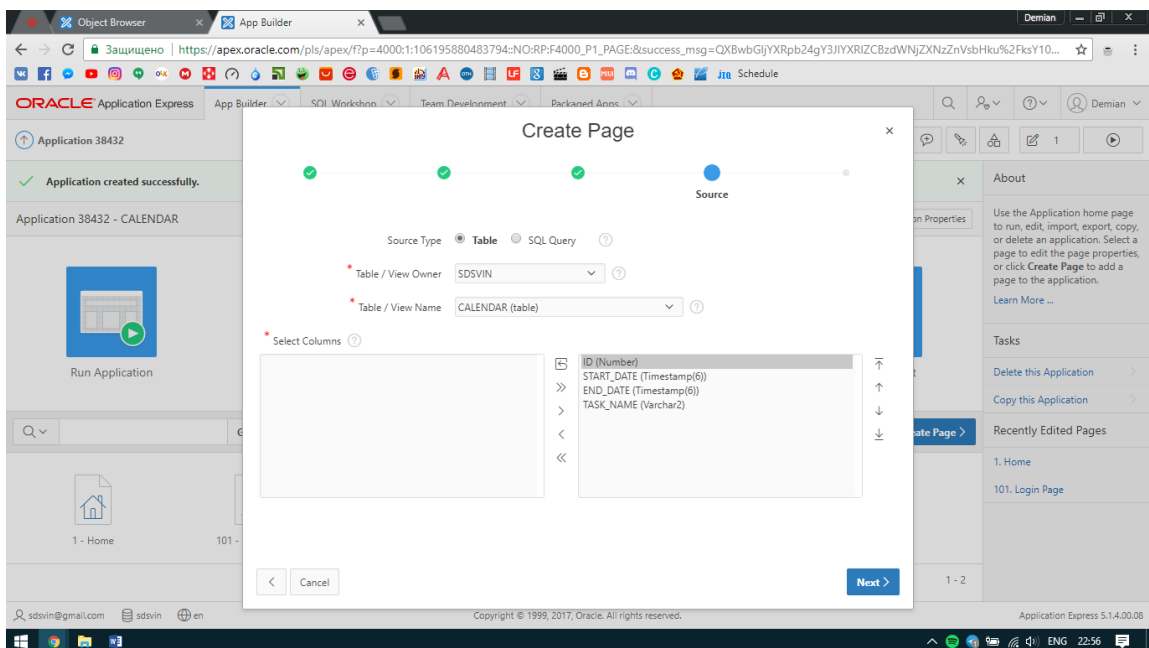 Object Browser × App Builder × Demian
Защищено | https://apex.oracle.com/pls/apex/f?p=4000:1:106195880483794::NO:RP:F4000_P1_PAGE:&success_msg=QXBwbGljYXRpb24gY3JlYXRlZCBzdWNjZXNzZnVsbHku%2FksY10...
Schedule
ORACLE Application Express App Builder SQL Workshop Team Development Packaged Apps Demian
Application 38432 1
Application created successfully.
Application 38432 - CALENDAR on Properties
Run Application
1 - Home 101 -
Create Page
Source
Source Type Table SQL Query ?
* Table / View Owner SDSVIN ?
* Table / View Name CALENDAR (table) ?
* Select Columns ?
ID (Number)
START_DATE (Timestamp(6))
END_DATE (Timestamp(6))
TASK_NAME (Varchar2)
Cancel Next >
eate Page >
1 - 2
About
Use the Application home page
to run, edit, import, export, copy,
or delete an application. Select a
page to edit the page properties,
or click Create Page to add a
page to the application.
Learn More ...
Tasks
Delete this Application
Copy this Application
Recently Edited Pages
1. Home
101. Login Page
sdsvin@gmail.com sdsvin en Copyright © 1999, 2017, Oracle. All rights reserved. Application Express 5.1.4.00.08
ENG 22:56